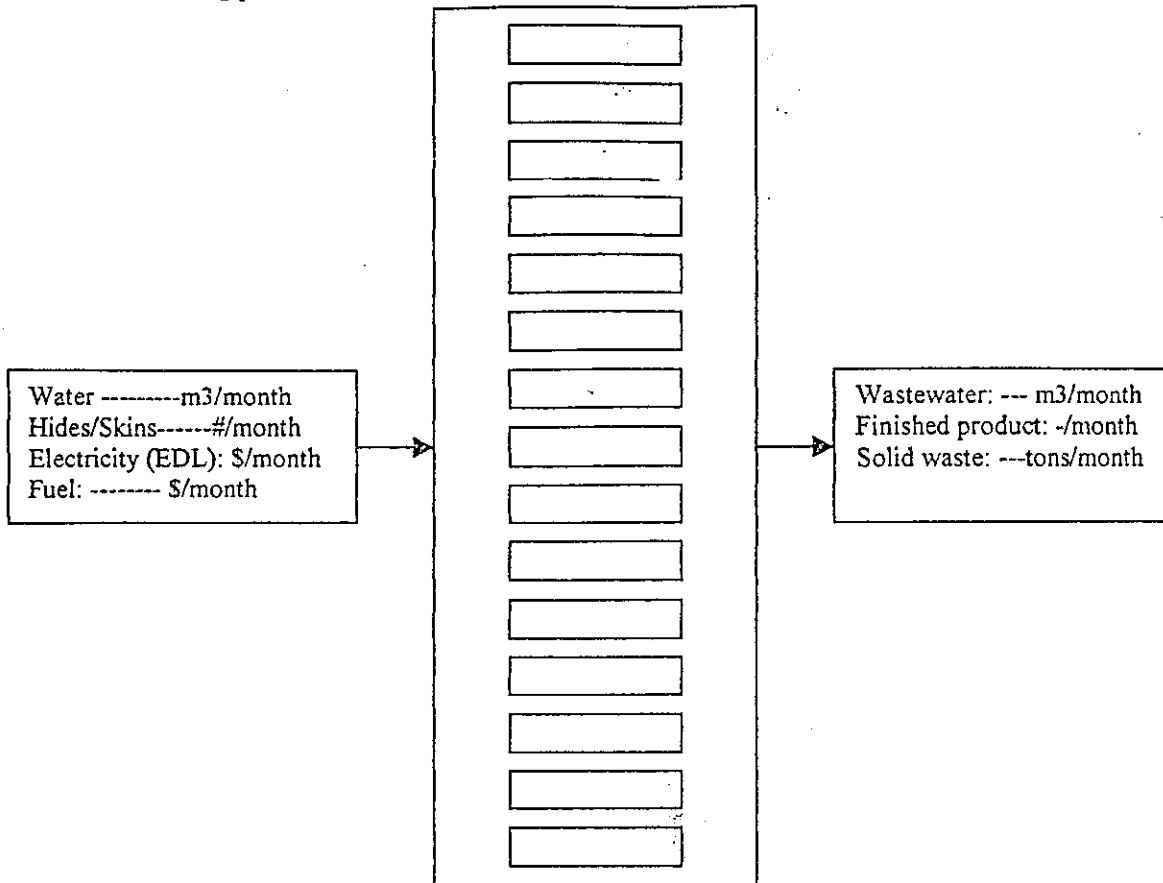 Water ---------m3/month
Hides/Skins------#/month
Electricity (EDL): $/month
Fuel: -------- $/month
Wastewater: --- m3/month
Finished product: -/month
Solid waste: ---tons/month